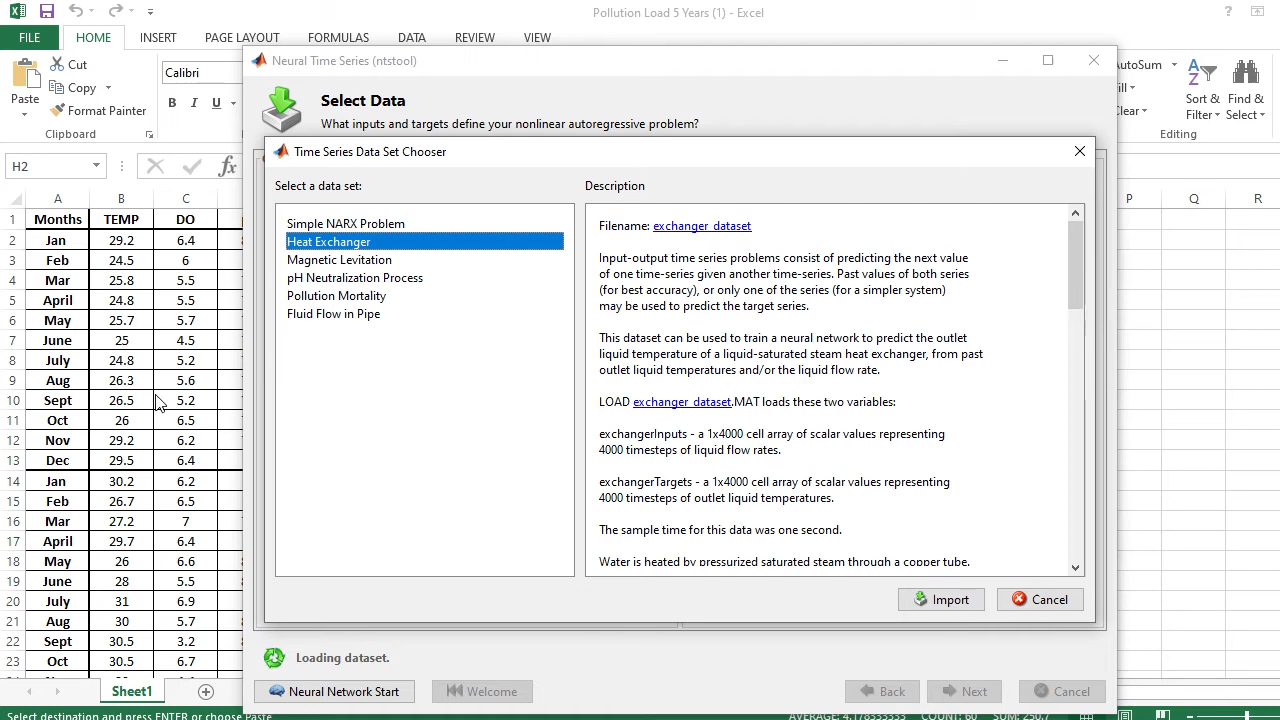 Pollution Load 5 Years (1) - Excel
FILE
HOME
INSERT
PAGE LAYOUT
FORMULAS
DATA
REVIEW
VIEW
Paste
Cut
Copy
Format Painter
Clipboard
Calibri
B I U
AutoSum
Clear
Sort & Filter
Find & Select
Editing
Neural Time Series (ntstool)
Select Data
What inputs and targets define your nonlinear autoregressive problem?
H2
fx
A B C P Q R
1 Months TEMP DO
2 Jan 29.2 6.4
3 Feb 24.5 6
4 Mar 25.8 5.5
5 April 24.8 5.5
6 May 25.7 5.7
7 June 25 4.5
8 July 24.8 5.2
9 Aug 26.3 5.6
10 Sept 26.5 5.2
11 Oct 26 6.5
12 Nov 29.2 6.2
13 Dec 29.5 6.4
14 Jan 30.2 6.2
15 Feb 26.7 6.5
16 Mar 27.2 7
17 April 29.7 6.4
18 May 26 6.6
19 June 28 5.5
20 July 31 6.9
21 Aug 30 5.7
22 Sept 30.5 3.2
23 Oct 30.5 6.7
Time Series Data Set Chooser
Select a data set:
Simple NARX Problem
Heat Exchanger
Magnetic Levitation
pH Neutralization Process
Pollution Mortality
Fluid Flow in Pipe
Description
Filename: exchanger_dataset
Input-output time series problems consist of predicting the next value
of one time-series given another time-series. Past values of both series
(for best accuracy), or only one of the series (for a simpler system)
may be used to predict the target series.
This dataset can be used to train a neural network to predict the outlet
liquid temperature of a liquid-saturated steam heat exchanger, from past
outlet liquid temperatures and/or the liquid flow rate.
LOAD exchanger_dataset.MAT loads these two variables:
exchangerInputs - a 1x4000 cell array of scalar values representing
4000 timesteps of liquid flow rates.
exchangerTargets - a 1x4000 cell array of scalar values representing
4000 timesteps of outlet liquid temperatures.
The sample time for this data was one second.
Water is heated by pressurized saturated steam through a copper tube.
Import
Cancel
Loading dataset.
Neural Network Start
Welcome
Back
Next
Cancel
Sheet1
Select destination and press ENTER or choose Paste
AVERAGE: 4.178333333 COUNT: 60 SUM: 250.7